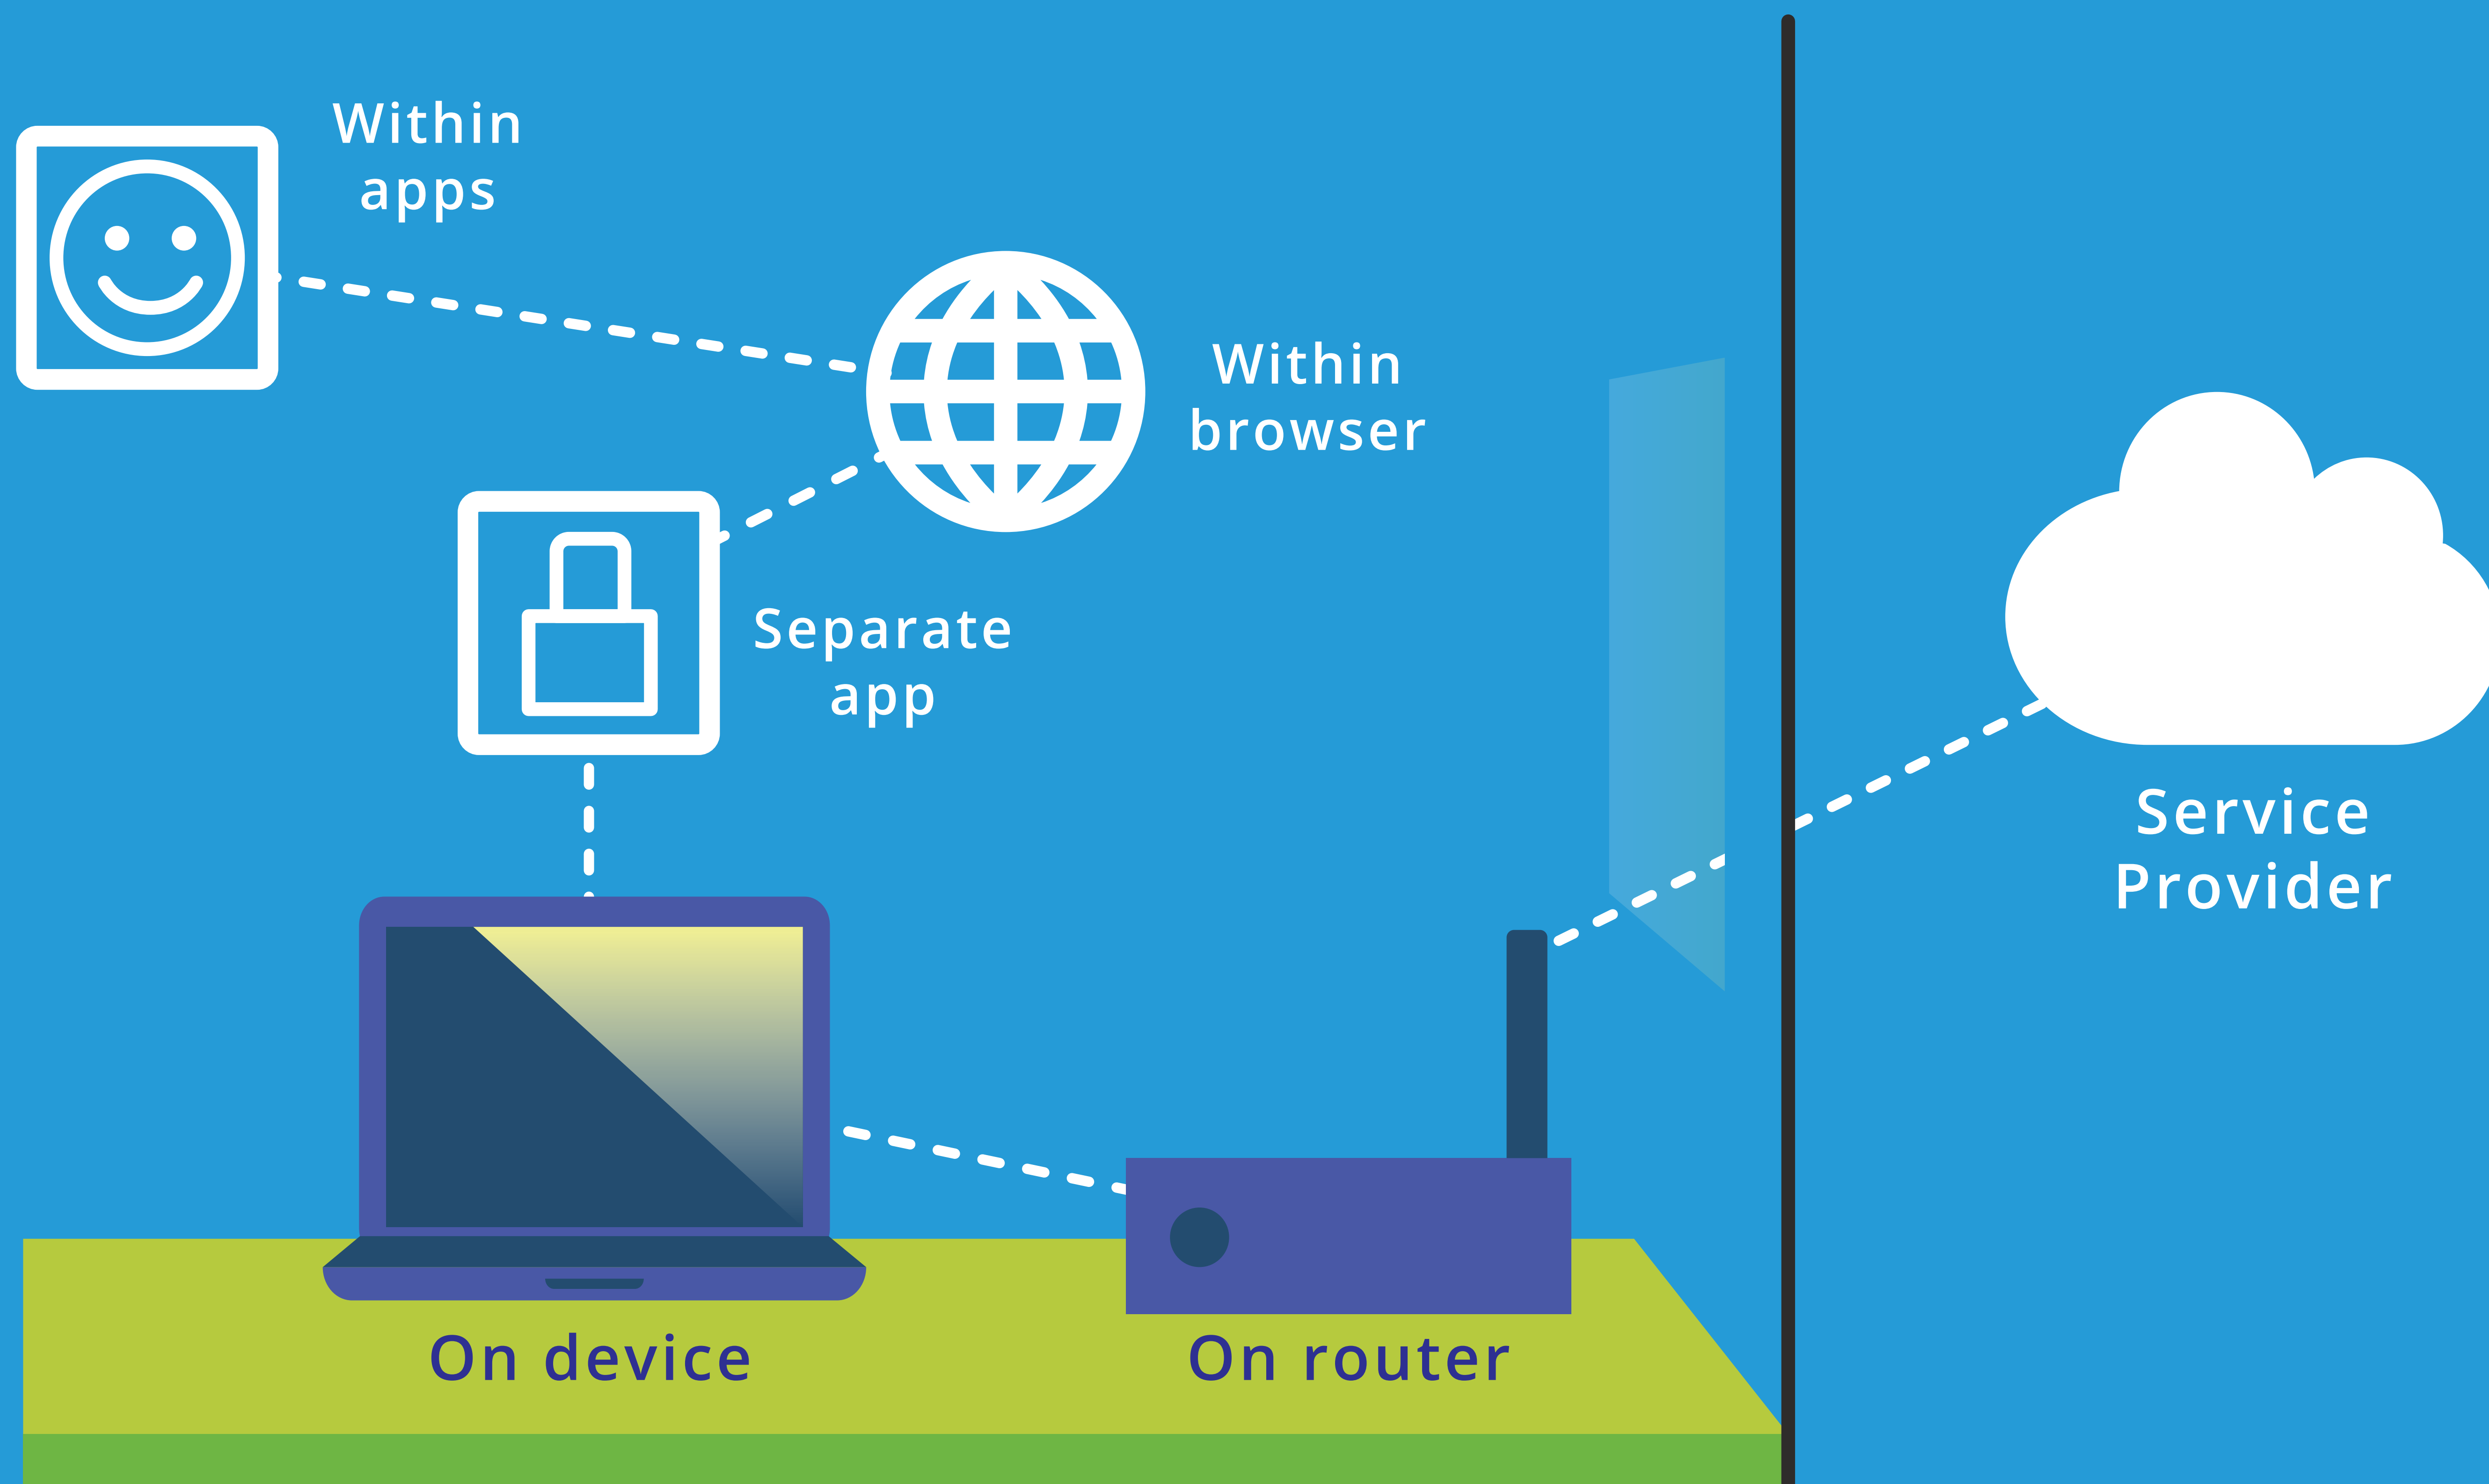 Within
apps
Within
browser
Separate
app
Service
Provider
On device
On router